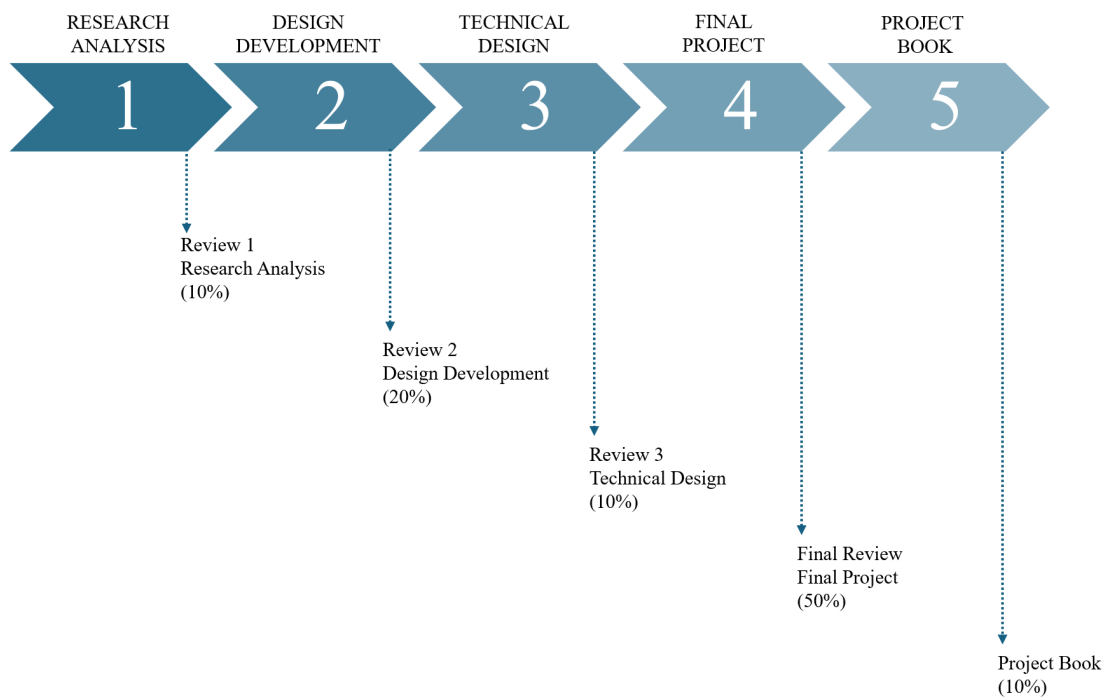 RESEARCH
ANALYSIS
DESIGN
DEVELOPMENT
TECHNICAL
DESIGN
FINAL
PROJECT
PROJECT
BOOK
1
2
3
4
5
Review 1
Research Analysis
(10%)
Review 2
Design Development
(20%)
Review 3
Technical Design
(10%)
Final Review
Final Project
(50%)
Project Book
(10%)